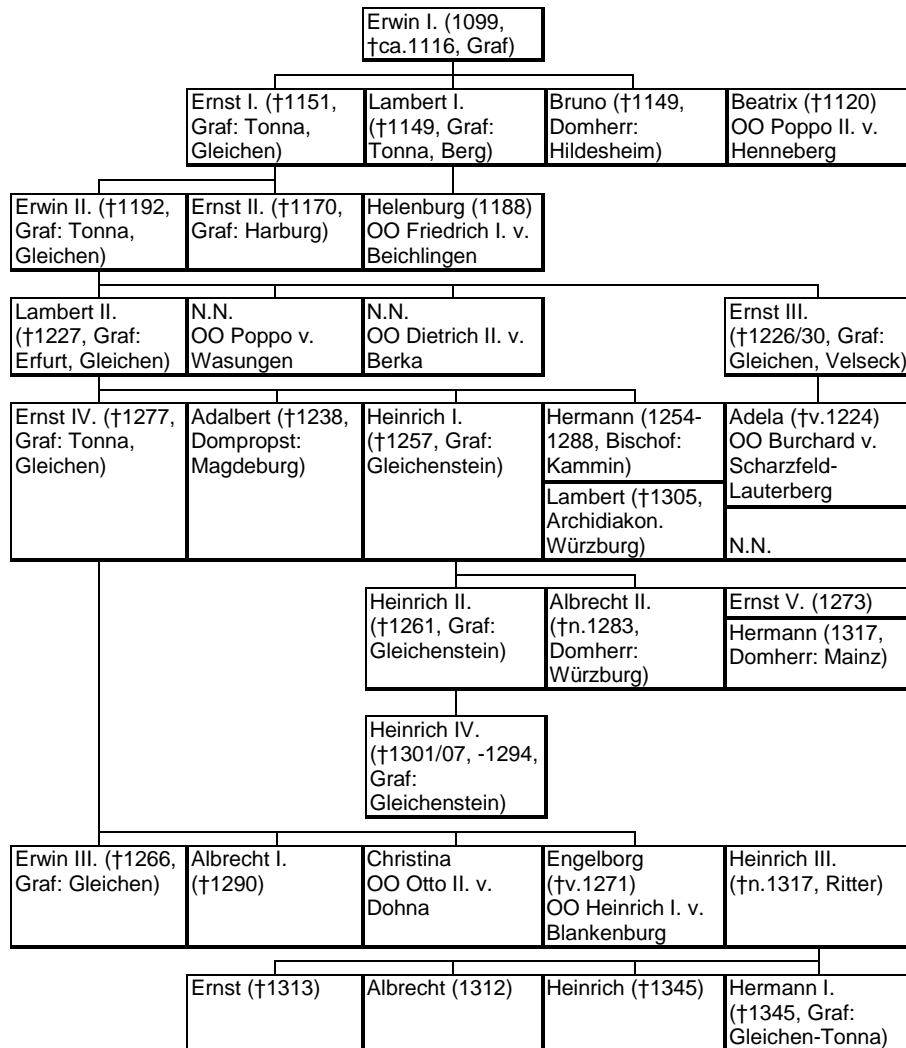 Erwin I. (1099,
†ca.1116, Graf)
Ernst I. (†1151,
Graf: Tonna,
Gleichen)
Lambert I.
(†1149, Graf:
Tonna, Berg)
Bruno (†1149,
Domherr:
Hildesheim)
Beatrix (†1120)
OO Poppo II. v.
Henneberg
Erwin II. (†1192,
Graf: Tonna,
Gleichen)
Ernst II. (†1170,
Graf: Harburg)
Helenburg (1188)
OO Friedrich I. v.
Beichlingen
Lambert II.
(†1227, Graf:
Erfurt, Gleichen)
N.N.
OO Poppo v.
Wasungen
N.N.
OO Dietrich II. v.
Berka
Ernst III.
(†1226/30, Graf:
Gleichen, Velseck)
Ernst IV. (†1277,
Graf: Tonna,
Gleichen)
Adalbert (†1238,
Dompropst:
Magdeburg)
Heinrich I.
(†1257, Graf:
Gleichenstein)
Hermann (1254-
1288, Bischof:
Kammin)
Lambert (†1305,
Archidiakon.
Würzburg)
Adela (†v.1224)
OO Burchard v.
Scharzfeld-
Lauterberg
N.N.
Heinrich II.
(†1261, Graf:
Gleichenstein)
Albrecht II.
(†n.1283,
Domherr:
Würzburg)
Ernst V. (1273)
Hermann (1317,
Domherr: Mainz)
Heinrich IV.
(†1301/07, -1294,
Graf:
Gleichenstein)
Erwin III. (†1266,
Graf: Gleichen)
Albrecht I.
(†1290)
Christina
OO Otto II. v.
Dohna
Engelborg
(†v.1271)
OO Heinrich I. v.
Blankenburg
Heinrich III.
(†n.1317, Ritter)
Ernst (†1313)
Albrecht (1312)
Heinrich (†1345)
Hermann I.
(†1345, Graf:
Gleichen-Tonna)